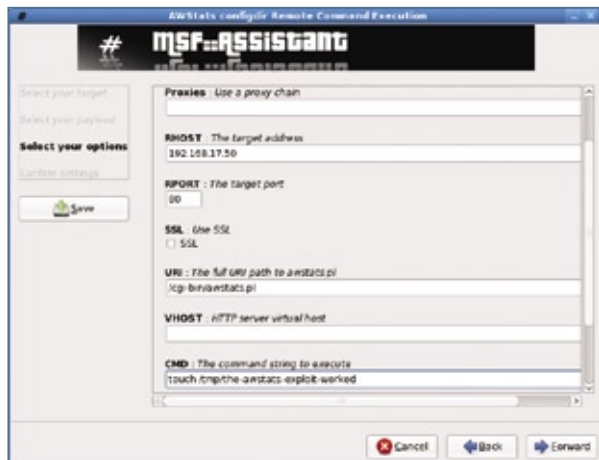 AWStats configdir Remote Command Execution
# MSF::Assistant
Select your target
Select your payload
Select your options
Confirm settings
Save
Proxies : Use a proxy chain
RHOST : The target address
192.168.17.50
RPORT : The target port
80
SSL : Use SSL
SSL
URI : The full URI path to awstats.pl
/cgi-bin/awstats.pl
VHOST : HTTP server virtual host
CMD : The command string to execute
touch /tmp/the-awstats-exploit-worked
Cancel
Back
Forward